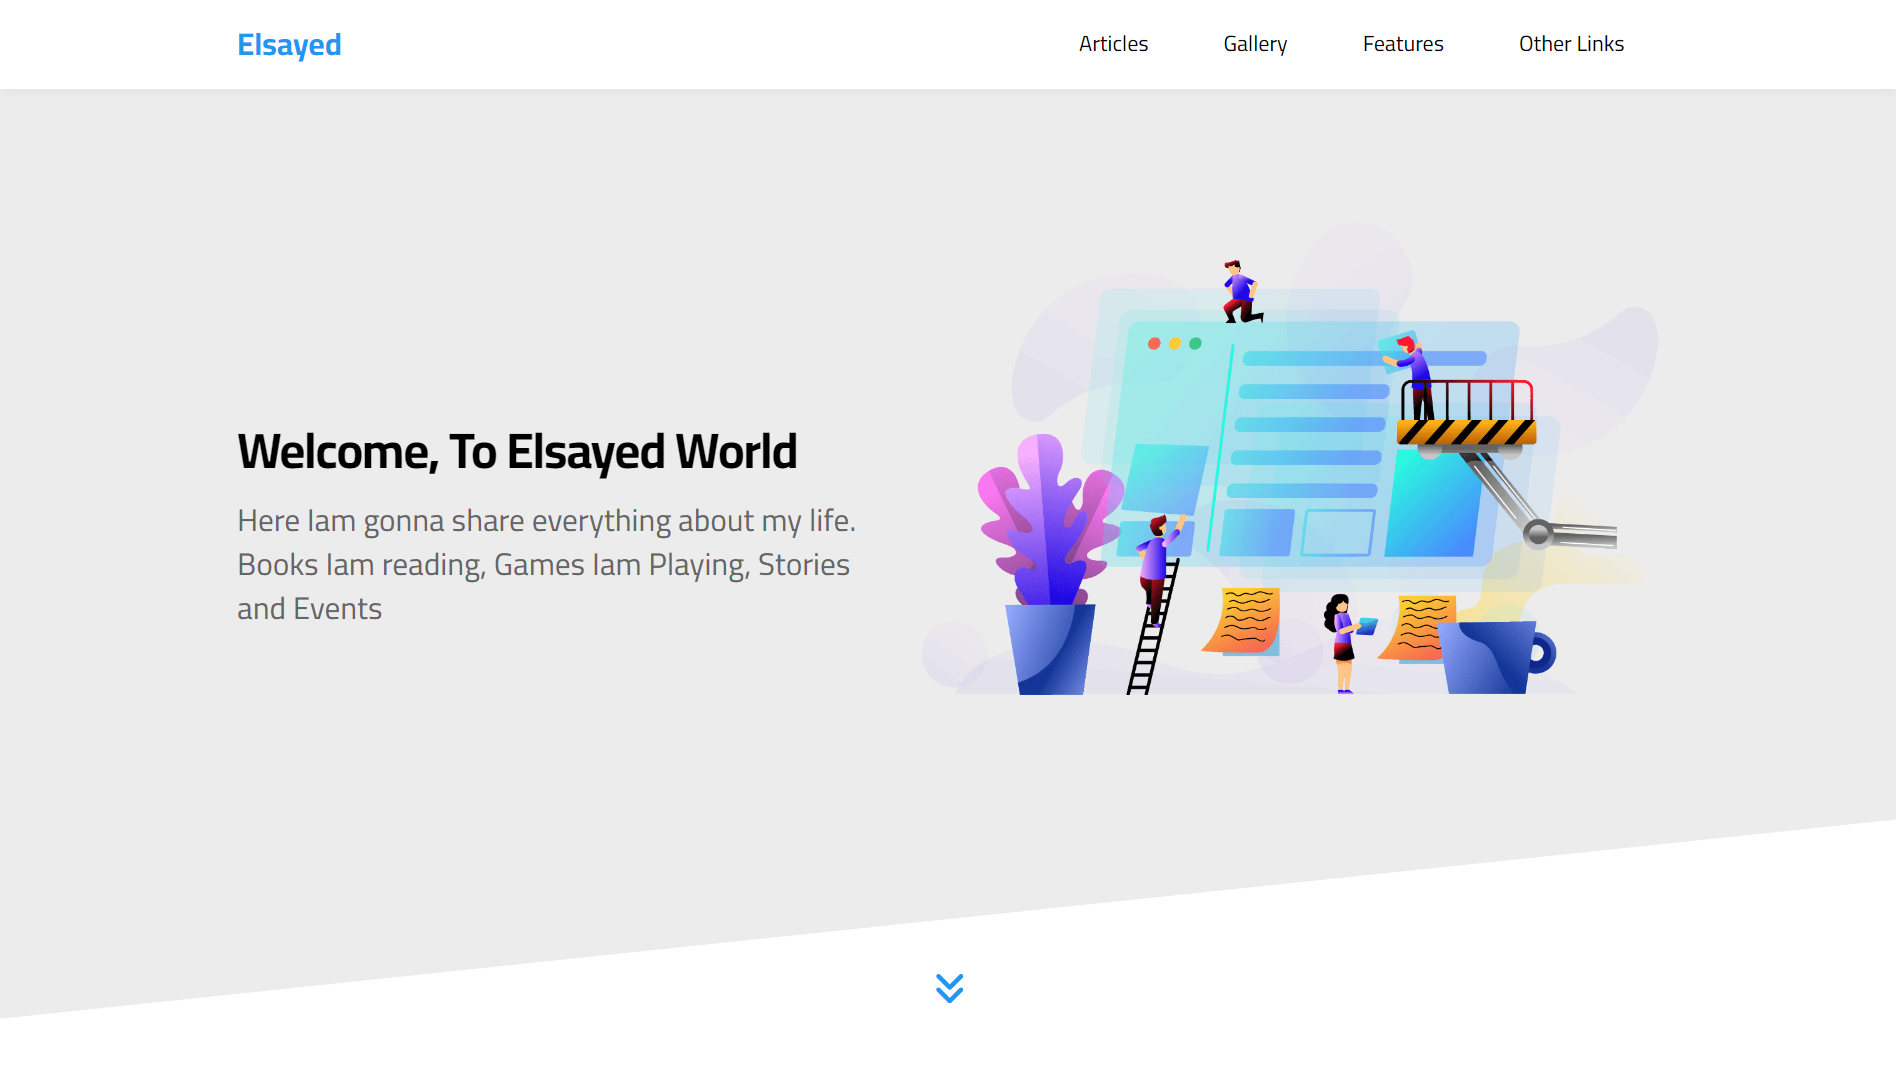 Elsayed
Articles
Gallery
Features
Other Links
Welcome, To Elsayed World
Here Iam gonna share everything about my life.
Books Iam reading, Games Iam Playing, Stories
and Events